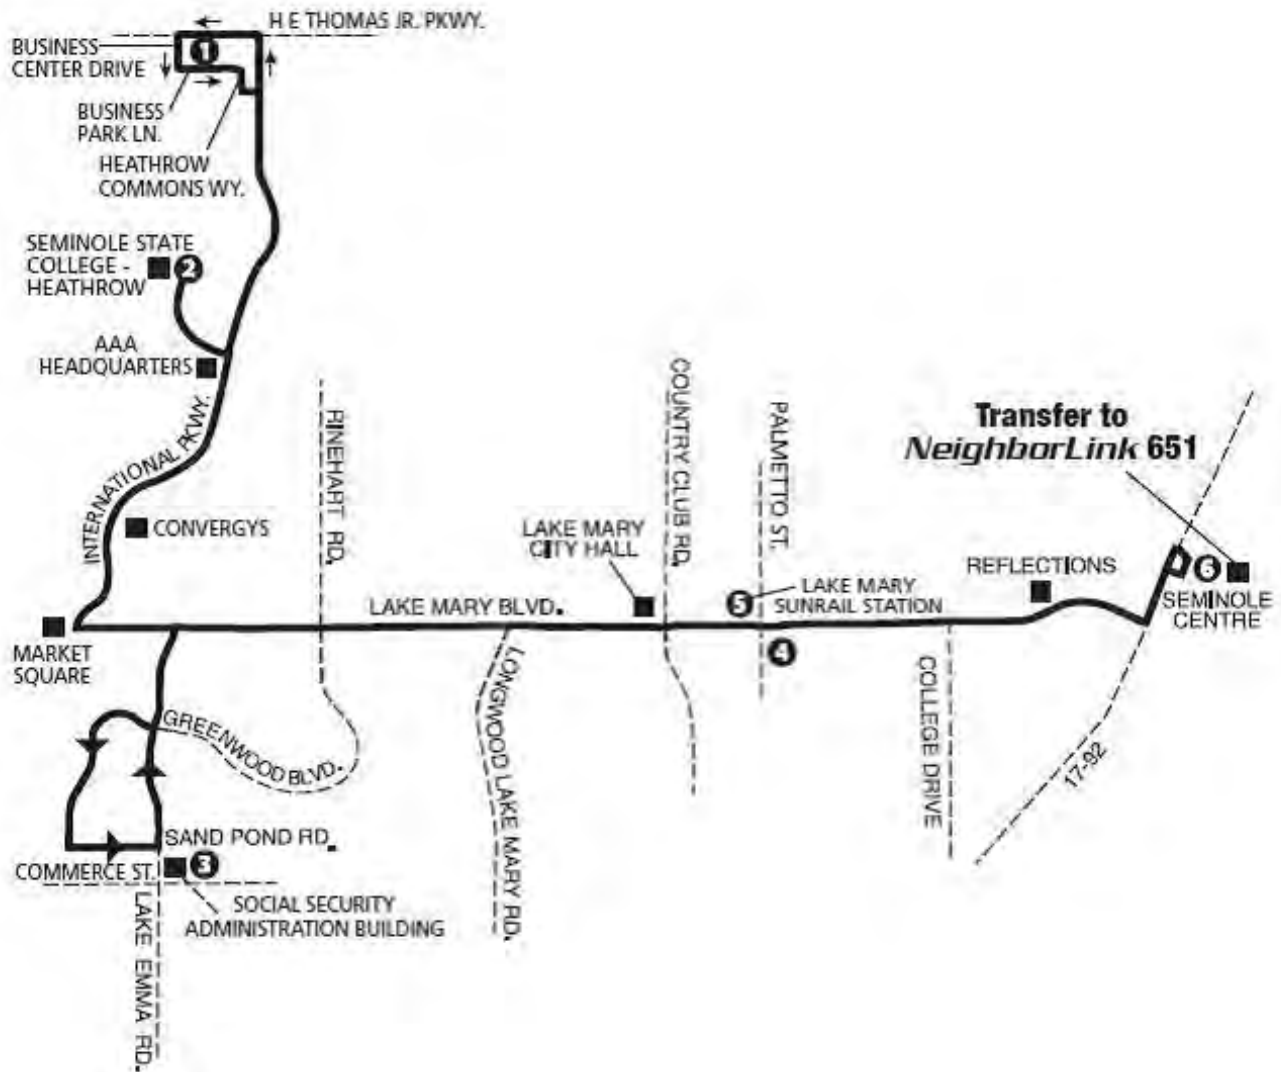 H E THOMAS JR. PKWY.
BUSINESS
CENTER DRIVE
1
BUSINESS
PARK LN.
HEATHROW
COMMONS WY.
SEMINOLE STATE
COLLEGE -
HEATHROW
2
AAA
HEADQUARTERS
INTERNATIONAL PKWY.
CONVERGYS
RINEHART RD.
COUNTRY CLUB RD.
PALMETTO ST.
Transfer to
NeighborLink 651
LAKE MARY
CITY HALL
REFLECTIONS
6
SEMINOLE
CENTRE
LAKE MARY BLVD.
5
LAKE MARY
SUNRAIL STATION
4
MARKET
SQUARE
GREENWOOD BLVD.
LONGWOOD LAKE MARY RD.
COLLEGE DRIVE
17-92
SAND POND RD.
COMMERCE ST.
3
SOCIAL SECURITY
ADMINISTRATION BUILDING
LAKE EMMA RD.